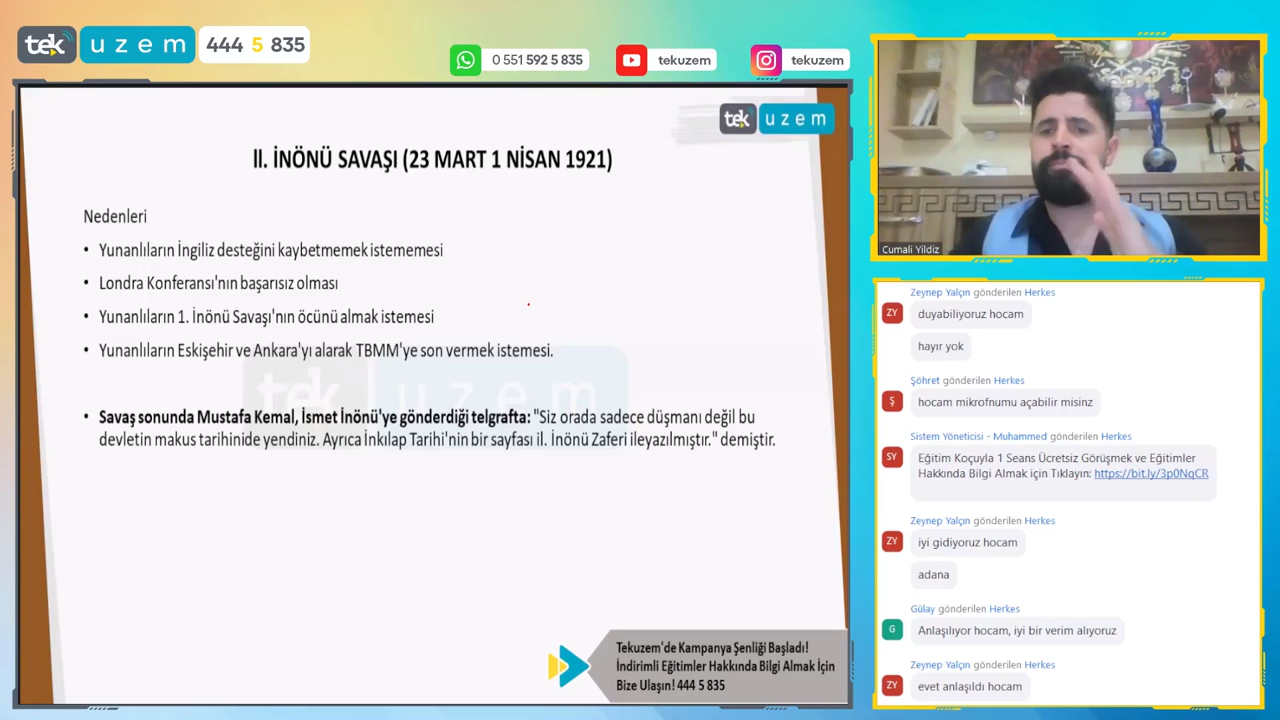 tek uzem 444 5 835
0 551 592 5 835
tekuzem
tekuzem
tek uzem
II. İNÖNÜ SAVAŞI (23 MART 1 NİSAN 1921)
Nedenleri
• Yunanlıların İngiliz desteğini kaybetmemek istememesi
• Londra Konferansı'nın başarısız olması
• Yunanlıların 1. İnönü Savaşı'nın öcünü almak istemesi
• Yunanlıların Eskişehir ve Ankara'yı alarak TBMM'ye son vermek istemesi.
tek uzem
• Savaş sonunda Mustafa Kemal, İsmet İnönü'ye gönderdiği telgrafta: "Siz orada sadece düşmanı değil bu
devletin makus tarihinide yendiniz. Ayrıca İnkılap Tarihi'nin bir sayfası iI. İnönü Zaferi ileyazılmıştır." demiştir.
Tekuzem'de Kampanya Şenliği Başladı!
İndirimli Eğitimler Hakkında Bilgi Almak İçin
Bize Ulaşın! 444 5 835
Cumali Yildiz
Zeynep Yalçın gönderilen Herkes
ZY duyabiliyoruz hocam
hayır yok
Şöhret gönderilen Herkes
Ş hocam mikrofnumu açabilir misinz
Sistem Yöneticisi - Muhammed gönderilen Herkes
SY Eğitim Koçuyla 1 Seans Ücretsiz Görüşmek ve Eğitimler
Hakkında Bilgi Almak için Tıklayın: https://bit.ly/3p0NqCR
Zeynep Yalçın gönderilen Herkes
ZY iyi gidiyoruz hocam
adana
Gülay gönderilen Herkes
G Anlaşılıyor hocam, iyi bir verim alıyoruz
Zeynep Yalçın gönderilen Herkes
ZY evet anlaşıldı hocam